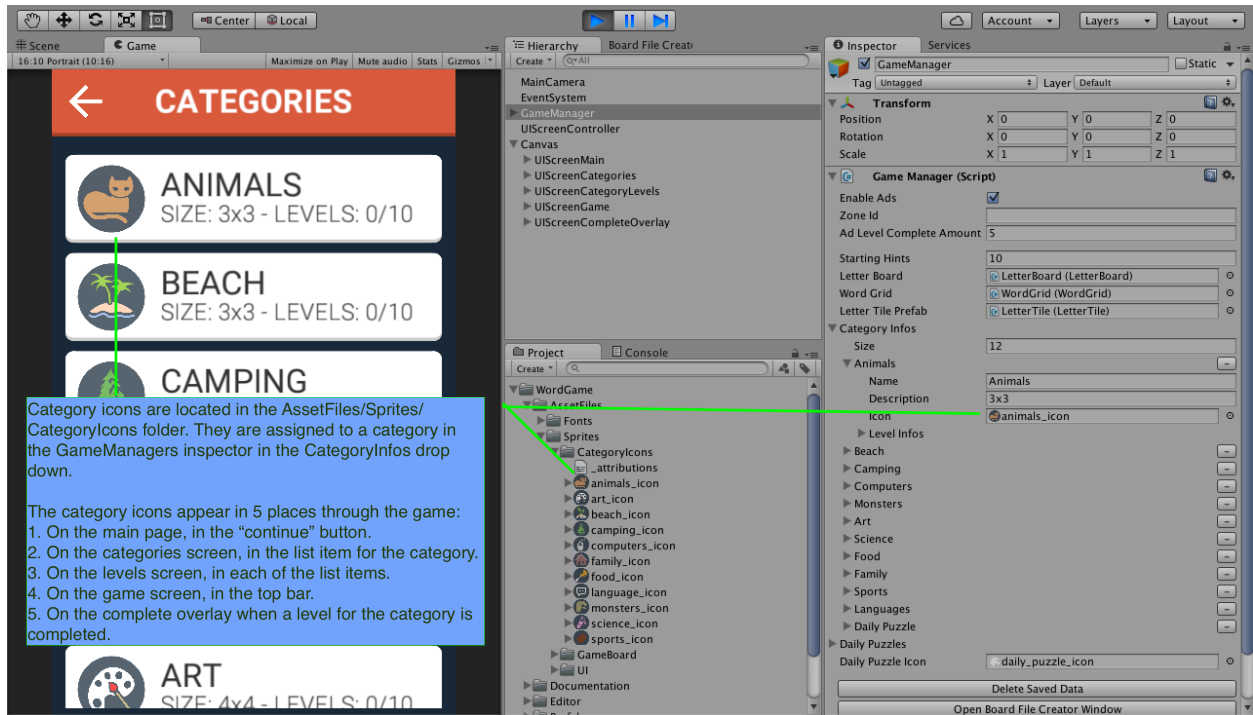 Center
Local
Account
Layers
Layout
Scene
Game
16:10 Portrait (10:16)
Maximize on Play
Mute audio
Stats
Gizmos
CATEGORIES
ANIMALS
SIZE: 3x3 - LEVELS: 0/10
BEACH
SIZE: 3x3 - LEVELS: 0/10
CAMPING
Category icons are located in the AssetFiles/Sprites/
CategoryIcons folder. They are assigned to a category in
the GameManagers inspector in the CategoryInfos drop
down.
The category icons appear in 5 places through the game:
1. On the main page, in the “continue” button.
2. On the categories screen, in the list item for the category.
3. On the levels screen, in each of the list items.
4. On the game screen, in the top bar.
5. On the complete overlay when a level for the category is
completed.
ART
SIZE: 4x4 - LEVELS: 0/10
Hierarchy
Board File Creato
Create
All
MainCamera
EventSystem
GameManager
UIScreenController
Canvas
UIScreenMain
UIScreenCategories
UIScreenCategoryLevels
UIScreenGame
UIScreenCompleteOverlay
Project
Console
Create
WordGame
AssetFiles
Fonts
Sprites
CategoryIcons
_attributions
animals_icon
art_icon
beach_icon
camping_icon
computers_icon
family_icon
food_icon
language_icon
monsters_icon
science_icon
sports_icon
GameBoard
UI
Documentation
Editor
Inspector
Services
GameManager
Static
Tag Untagged
Layer Default
Transform
Position X 0 Y 0 Z 0
Rotation X 0 Y 0 Z 0
Scale X 1 Y 1 Z 1
Game Manager (Script)
Enable Ads
Zone Id
Ad Level Complete Amount 5
Starting Hints 10
Letter Board LetterBoard (LetterBoard)
Word Grid WordGrid (WordGrid)
Letter Tile Prefab LetterTile (LetterTile)
Category Infos
Size 12
Animals
Name Animals
Description 3x3
Icon animals_icon
Level Infos
Beach
Camping
Computers
Monsters
Art
Science
Food
Family
Sports
Languages
Daily Puzzle
Daily Puzzles
Daily Puzzle Icon daily_puzzle_icon
Delete Saved Data
Open Board File Creator Window